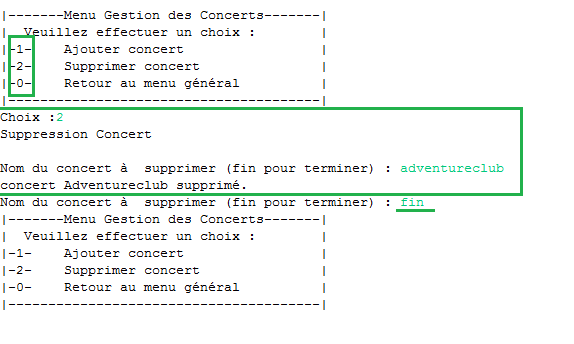 |-------Menu Gestion des Concerts-------|
|  Veuillez effectuer un choix :        |
|-1-    Ajouter concert                 |
|-2-    Supprimer concert               |
|-0-    Retour au menu général          |
|---------------------------------------|
Choix :2
Suppression Concert
Nom du concert à  supprimer (fin pour terminer) : adventureclub
concert Adventureclub supprimé.
Nom du concert à  supprimer (fin pour terminer) : fin
|-------Menu Gestion des Concerts-------|
|  Veuillez effectuer un choix :        |
|-1-    Ajouter concert                 |
|-2-    Supprimer concert               |
|-0-    Retour au menu général          |
|---------------------------------------|